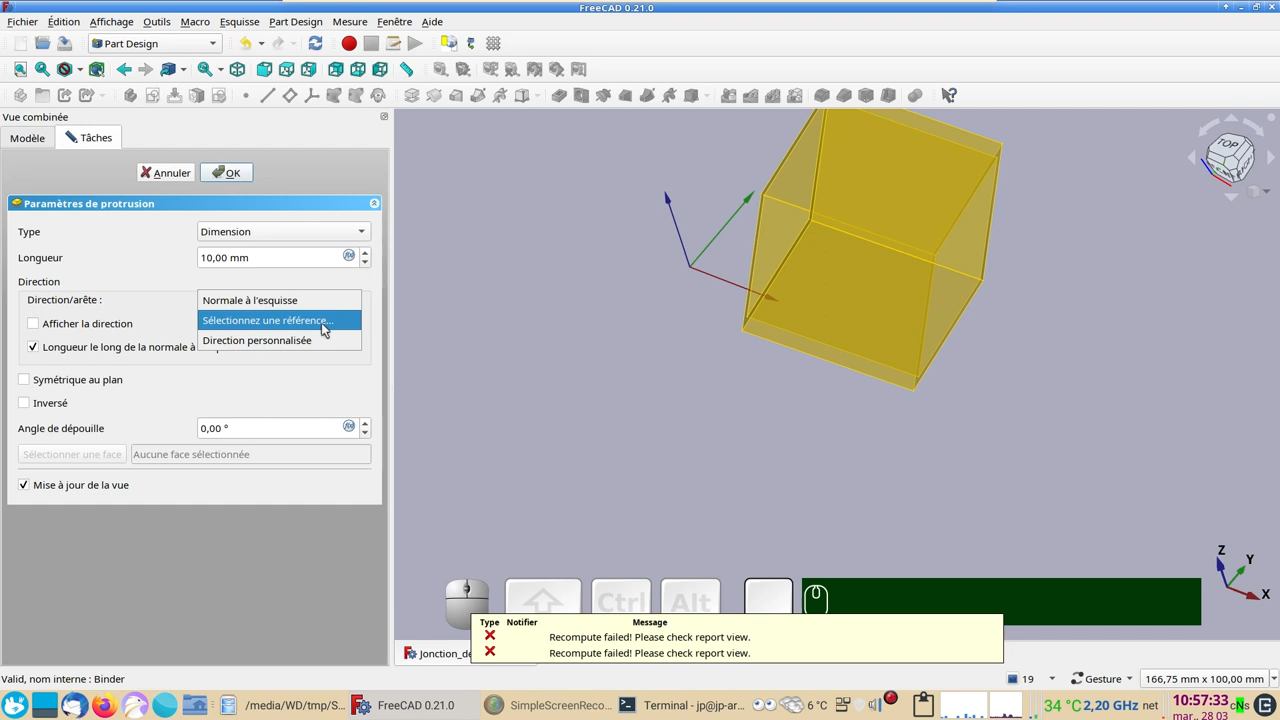 FreeCAD 0.21.0
Fichier Édition Affichage Outils Macro Esquisse Part Design Mesure Fenêtre Aide
Part Design
Vue combinée
Modèle Tâches
Annuler OK
Paramètres de protrusion
Type Dimension
Longueur 10,00 mm
Direction
Direction/arête :
Normale à l'esquisse
Afficher la direction
Sélectionnez une référence...
Direction personnalisée
Longueur le long de la normale à
Symétrique au plan
Inversé
Angle de dépouille 0,00 °
Sélectionner une face Aucune face sélectionnée
Mise à jour de la vue
TOP
Z
Y
X
Ctrl Alt
Type Notifier Message
Recompute failed! Please check report view.
Recompute failed! Please check report view.
Jonction_de
Valid, nom interne : Binder
19 Gesture 166,75 mm x 100,00 mm
/media/WD/tmp/S... FreeCAD 0.21.0 SimpleScreenReco... Terminal - jp@jp-ar... 6 °C 34 °C 2,20 GHz net 10:57:33
mar., 28 03